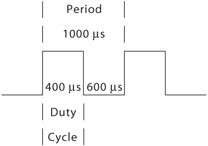 Period
1000 μs
400 μs 600 μs
Duty
Cycle